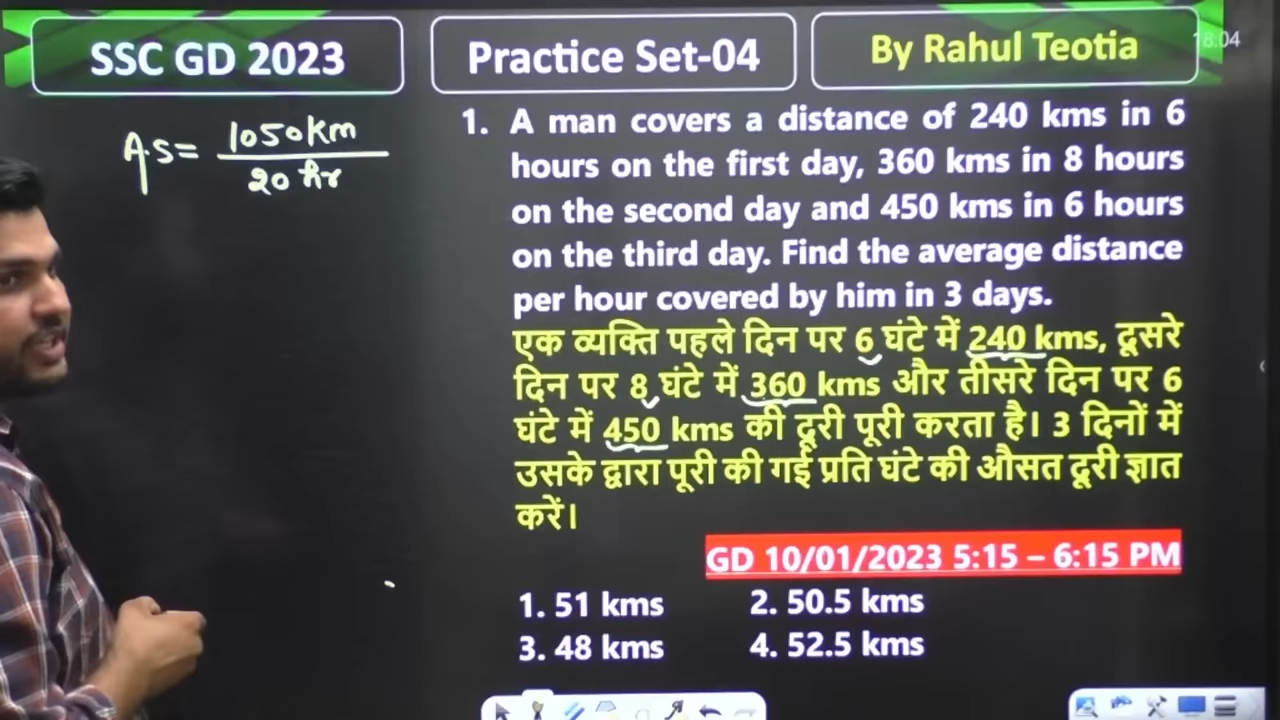 SSC GD 2023
Practice Set-04
By Rahul Teotia
18:04
A.S= 1050km
20 hr
1. A man covers a distance of 240 kms in 6
hours on the first day, 360 kms in 8 hours
on the second day and 450 kms in 6 hours
on the third day. Find the average distance
per hour covered by him in 3 days.
एक व्यक्ति पहले दिन पर 6 घंटे में 240 kms, दूसरे
दिन पर 8 घंटे में 360 kms और तीसरे दिन पर 6
घंटे में 450 kms की दूरी पूरी करता है। 3 दिनों में
उसके द्वारा पूरी की गई प्रति घंटे की औसत दूरी ज्ञात
करें।
GD 10/01/2023 5:15 – 6:15 PM
1. 51 kms 2. 50.5 kms
3. 48 kms 4. 52.5 kms